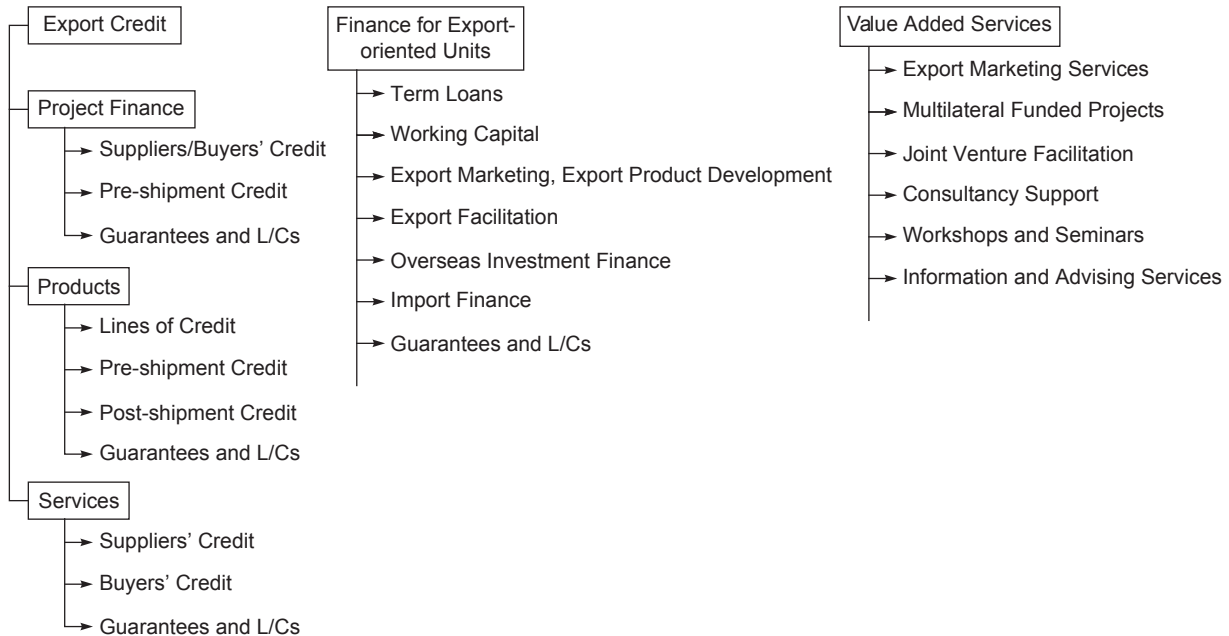 Export Credit
Project Finance
Suppliers/Buyers’ Credit
Pre-shipment Credit
Guarantees and L/Cs
Products
Lines of Credit
Pre-shipment Credit
Post-shipment Credit
Guarantees and L/Cs
Services
Suppliers’ Credit
Buyers’ Credit
Guarantees and L/Cs
Finance for Export-
oriented Units
Term Loans
Working Capital
Export Marketing, Export Product Development
Export Facilitation
Overseas Investment Finance
Import Finance
Guarantees and L/Cs
Value Added Services
Export Marketing Services
Multilateral Funded Projects
Joint Venture Facilitation
Consultancy Support
Workshops and Seminars
Information and Advising Services